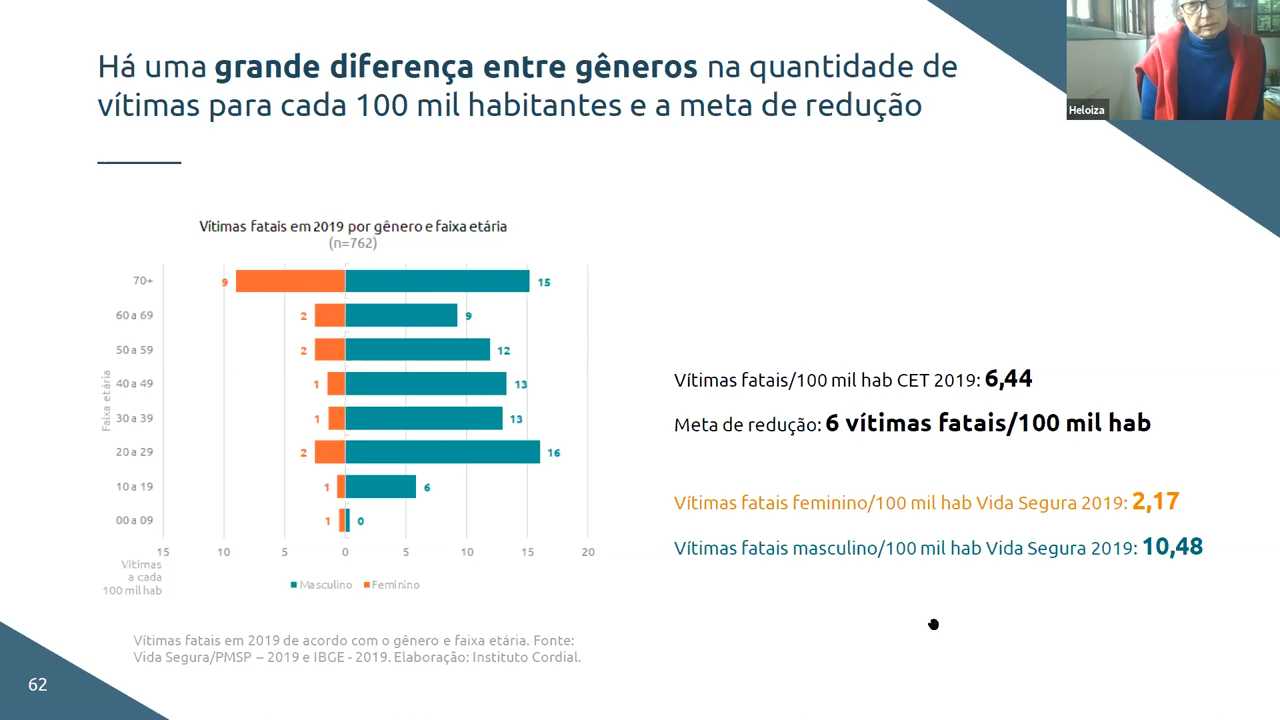 Há uma grande diferença entre gêneros na quantidade de
vítimas para cada 100 mil habitantes e a meta de redução
Heloiza
Vítimas fatais em 2019 por gênero e faixa etária
(n=762)
70+
9
15
60 a 69
2
9
50 a 59
2
12
40 a 49
1
13
30 a 39
1
13
20 a 29
2
16
10 a 19
1
6
00 a 09
1
0
Faixa etária
15 10 5 0 5 10 15 20
Vítimas
a cada
100 mil hab
Masculino Feminino
Vítimas fatais/100 mil hab CET 2019: 6,44
Meta de redução: 6 vítimas fatais/100 mil hab
Vítimas fatais feminino/100 mil hab Vida Segura 2019: 2,17
Vítimas fatais masculino/100 mil hab Vida Segura 2019: 10,48
Vítimas fatais em 2019 de acordo com o gênero e faixa etária. Fonte:
Vida Segura/PMSP – 2019 e IBGE - 2019. Elaboração: Instituto Cordial.
62